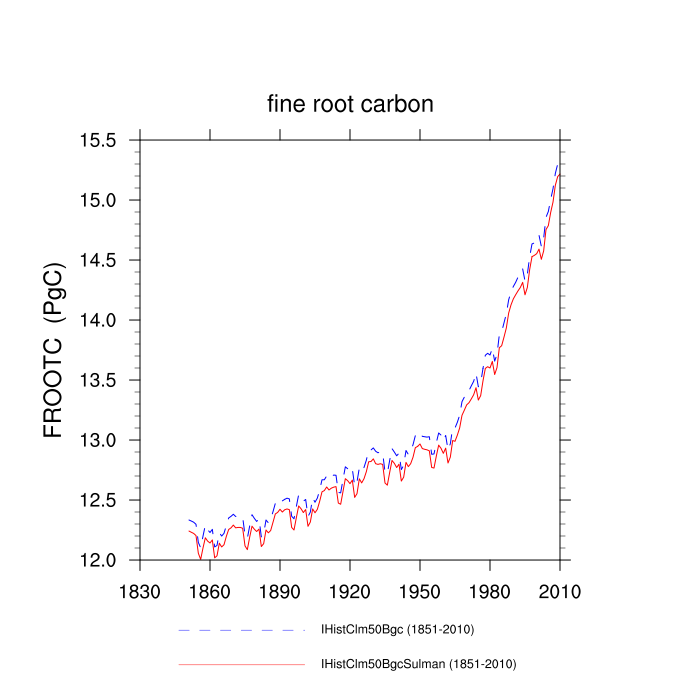 fine root carbon
15.5
15.0
14.5
14.0
13.5
13.0
12.5
12.0
FROOTC (PgC)
1830 1860 1890 1920 1950 1980 2010
IHistClm50Bgc (1851-2010)
IHistClm50BgcSulman (1851-2010)